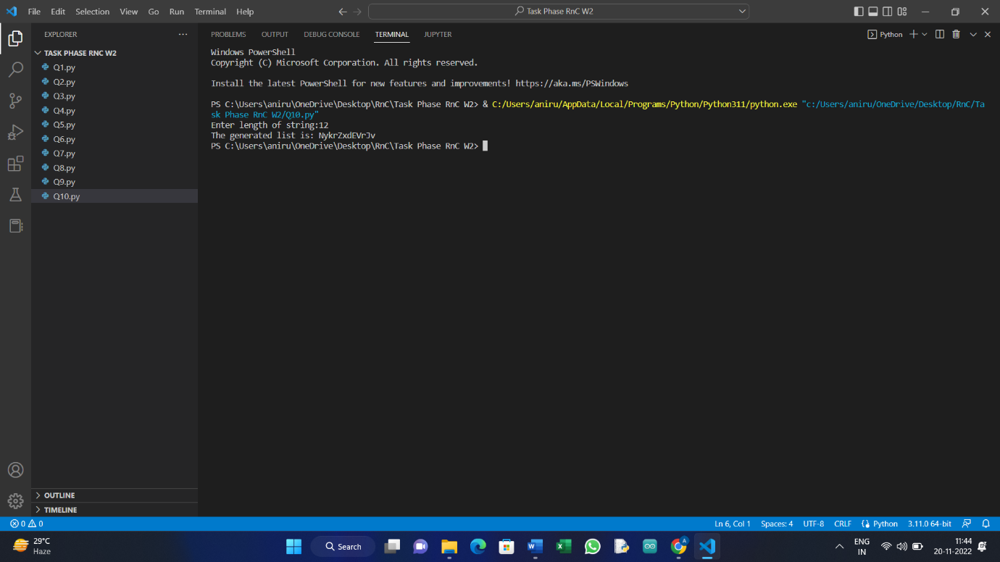 File Edit Selection View Go Run Terminal Help
Task Phase RnC W2
EXPLORER
TASK PHASE RNC W2
Q1.py
Q2.py
Q3.py
Q4.py
Q5.py
Q6.py
Q7.py
Q8.py
Q9.py
Q10.py
OUTLINE
TIMELINE
PROBLEMS OUTPUT DEBUG CONSOLE TERMINAL JUPYTER
Python
Windows PowerShell
Copyright (C) Microsoft Corporation. All rights reserved.
Install the latest PowerShell for new features and improvements! https://aka.ms/PSWindows
PS C:\Users\aniru\OneDrive\Desktop\RnC\Task Phase RnC W2> & C:/Users/aniru/AppData/Local/Programs/Python/Python311/python.exe "c:/Users/aniru/OneDrive/Desktop/RnC/Ta
sk Phase RnC W2/Q10.py"
Enter length of string:12
The generated list is: NykrZxdEVrJv
PS C:\Users\aniru\OneDrive\Desktop\RnC\Task Phase RnC W2>
0 0
Ln 6, Col 1 Spaces: 4 UTF-8 CRLF Python 3.11.0 64-bit
29°C
Haze
Search
ENG
IN
11:44
20-11-2022